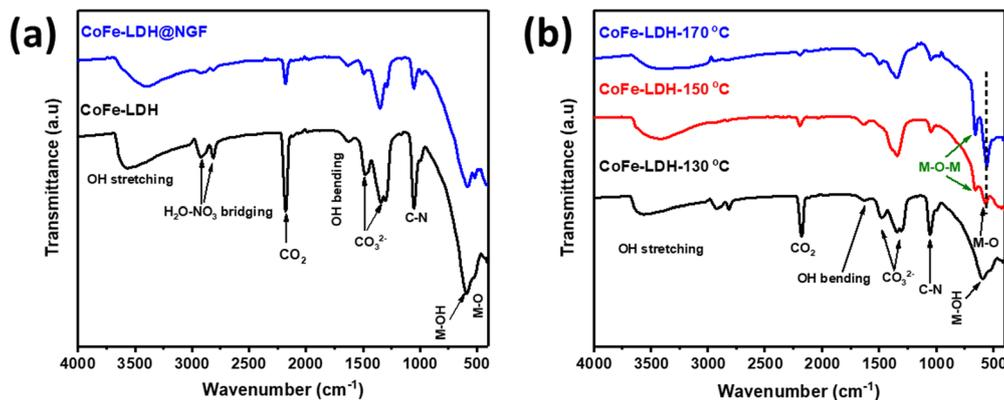 (a)
CoFe-LDH@NGF
CoFe-LDH
OH stretching
H₂O-NO₃ bridging
CO₂
OH bending
CO₃²⁻
C-N
M-OH
M-O
Transmittance (a.u)
4000 3500 3000 2500 2000 1500 1000 500
Wavenumber (cm⁻¹)
(b)
CoFe-LDH-170 °C
CoFe-LDH-150 °C
M-O-M
CoFe-LDH-130 °C
OH stretching
CO₂
OH bending
CO₃²⁻
C-N
M-OH
M-O
Transmittance (a.u)
4000 3500 3000 2500 2000 1500 1000 500
Wavenumber (cm⁻¹)